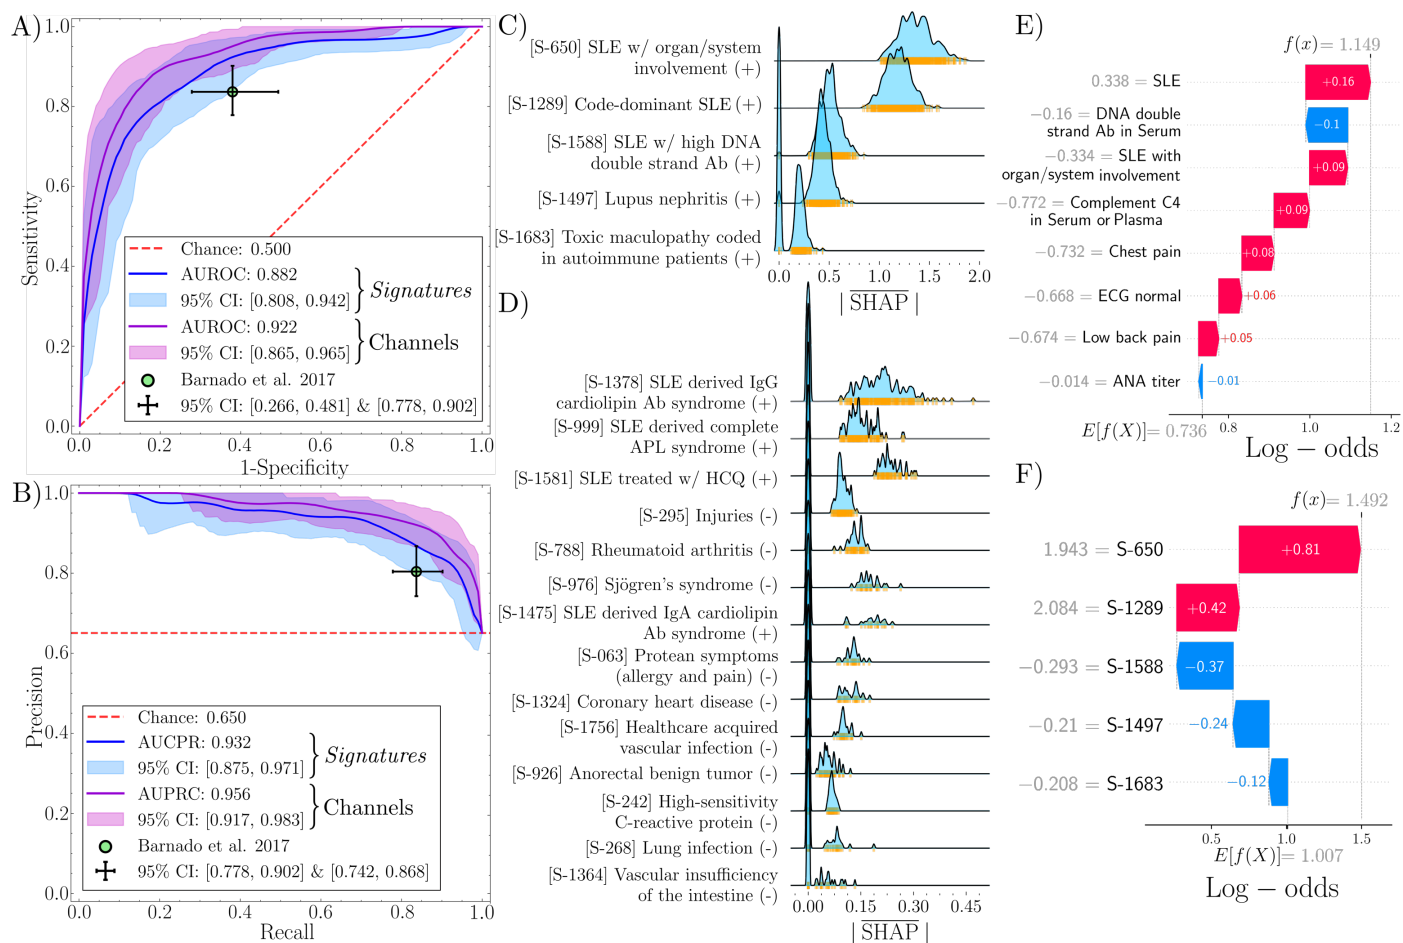 A)
1.0
0.8
0.6
0.4
0.2
0.0
Sensitivity
Chance: 0.500
AUROC: 0.882
95% CI: [0.808, 0.942]
Signatures
AUROC: 0.922
95% CI: [0.865, 0.965]
Channels
Barnado et al. 2017
95% CI: [0.266, 0.481] & [0.778, 0.902]
0.0 0.2 0.4 0.6 0.8 1.0
1-Specificity
B)
1.0
0.8
0.6
0.4
0.2
0.0
Precision
Chance: 0.650
AUCPR: 0.932
95% CI: [0.875, 0.971]
Signatures
AUPRC: 0.956
95% CI: [0.917, 0.983]
Channels
Barnado et al. 2017
95% CI: [0.778, 0.902] & [0.742, 0.868]
0.0 0.2 0.4 0.6 0.8 1.0
Recall
C)
[S-650] SLE w/ organ/system
involvement (+)
[S-1289] Code-dominant SLE (+)
[S-1588] SLE w/ high DNA
double strand Ab (+)
[S-1497] Lupus nephritis (+)
[S-1683] Toxic maculopathy coded
in autoimmune patients (+)
0.0 0.5 1.0 1.5 2.0
| SHAP |
D)
[S-1378] SLE derived IgG
cardiolipin Ab syndrome (+)
[S-999] SLE derived complete
APL syndrome (+)
[S-1581] SLE treated w/ HCQ (+)
[S-295] Injuries (-)
[S-788] Rheumatoid arthritis (-)
[S-976] Sjögren's syndrome (-)
[S-1475] SLE derived IgA cardiolipin
Ab syndrome (+)
[S-063] Protean symptoms
(allergy and pain) (-)
[S-1324] Coronary heart disease (-)
[S-1756] Healthcare acquired
vascular infection (-)
[S-926] Anorectal benign tumor (-)
[S-242] High-sensitivity
C-reactive protein (-)
[S-268] Lung infection (-)
[S-1364] Vascular insufficiency
of the intestine (-)
0.00 0.15 0.30 0.45
| SHAP |
E)
f(x)= 1.149
0.338 = SLE
+0.16
−0.16 = DNA double
strand Ab in Serum
−0.1
−0.334 = SLE with
organ/system involvement
+0.09
−0.772 = Complement C4
in Serum or Plasma
+0.09
−0.732 = Chest pain
+0.08
−0.668 = ECG normal
+0.06
−0.674 = Low back pain
+0.05
−0.014 = ANA titer
−0.01
0.8 1.0 1.2
E[f(X)]= 0.736
Log − odds
F)
f(x)= 1.492
1.943 = S-650
+0.81
2.084 = S-1289
+0.42
−0.293 = S-1588
−0.37
−0.21 = S-1497
−0.24
−0.208 = S-1683
−0.12
0.5 1.0 1.5
E[f(X)]= 1.007
Log − odds